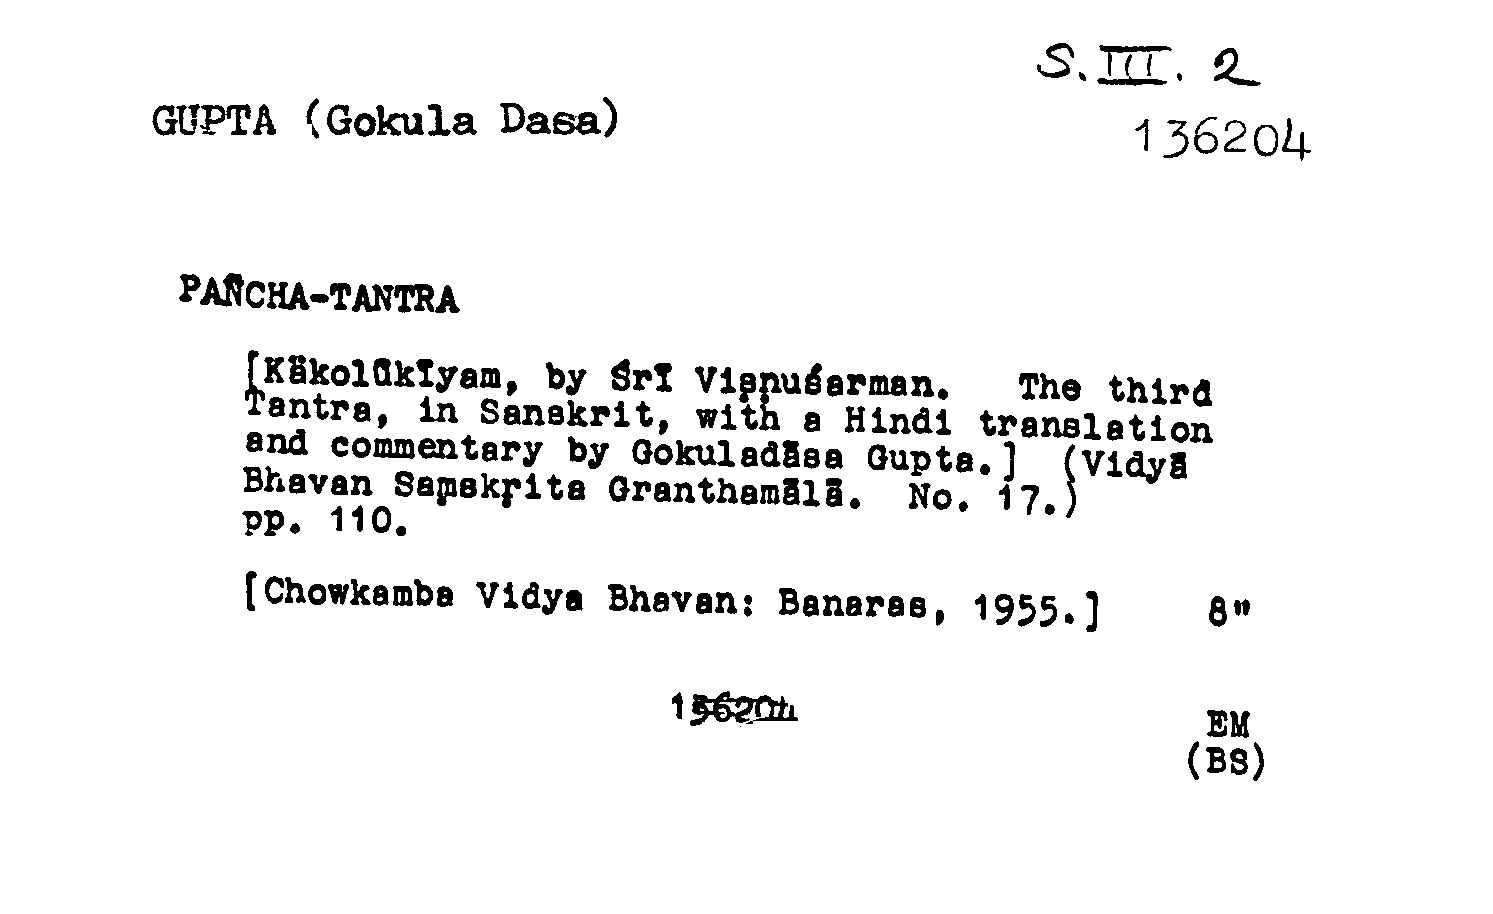 S. III. 2
GUPTA (Gokula Dasa)
136204
PAÑCHA-TANTRA
[Kākolūkīyam, by Śrī Viṣṇuśarman. The third
Tantra, in Sanskrit, with a Hindi translation
and commentary by Gokuladāsa Gupta.] (Vidyā
Bhavan Saṃskṛita Granthamālā. No. 17.)
pp. 110.
[Chowkamba Vidya Bhavan: Banaras, 1955.] 8"
136204
EM
(BS)